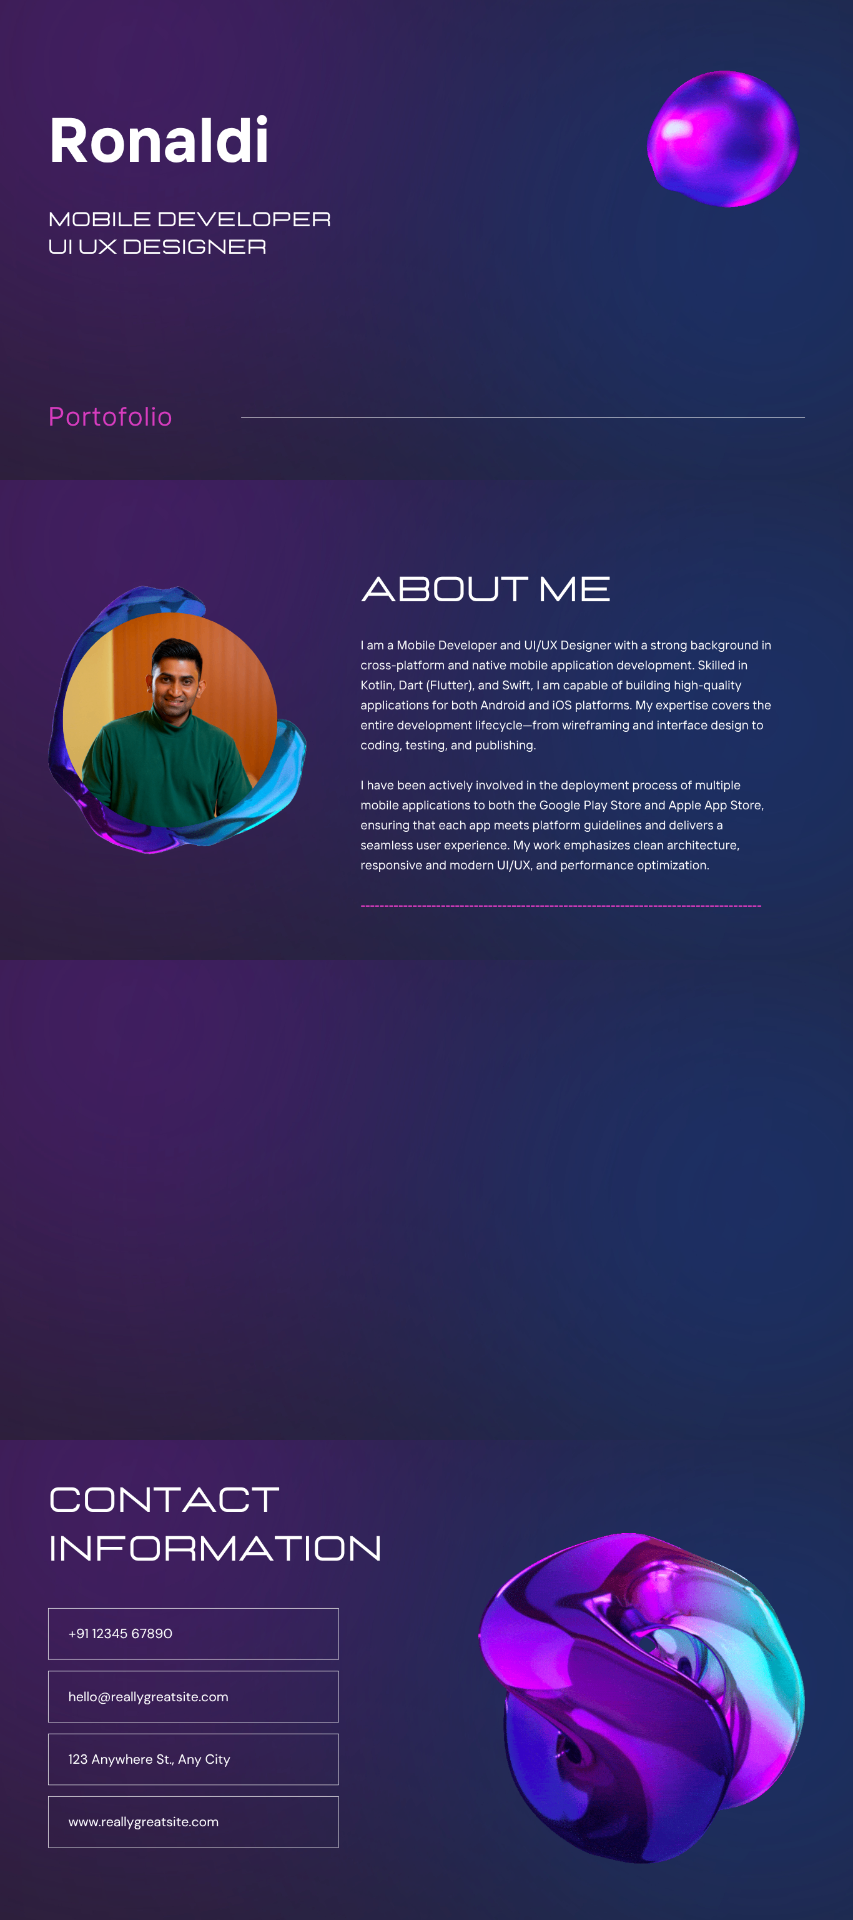 Ronaldi
MOBILE DEVELOPER
UI UX DESIGNER
Portofolio
ABOUT ME
I am a Mobile Developer and UI/UX Designer with a strong background in
cross-platform and native mobile application development. Skilled in
Kotlin, Dart (Flutter), and Swift, I am capable of building high-quality
applications for both Android and iOS platforms. My expertise covers the
entire development lifecycle—from wireframing and interface design to
coding, testing, and publishing.
I have been actively involved in the deployment process of multiple
mobile applications to both the Google Play Store and Apple App Store,
ensuring that each app meets platform guidelines and delivers a
seamless user experience. My work emphasizes clean architecture,
responsive and modern UI/UX, and performance optimization.
CONTACT
INFORMATION
+91 12345 67890
hello@reallygreatsite.com
123 Anywhere St., Any City
www.reallygreatsite.com